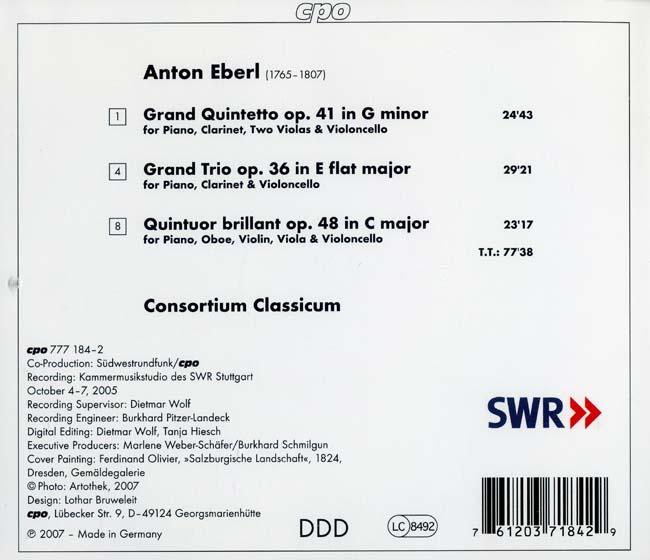 cpo
Anton Eberl (1765–1807)
1 Grand Quintetto op. 41 in G minor 24'43
for Piano, Clarinet, Two Violas & Violoncello
4 Grand Trio op. 36 in E flat major 29'21
for Piano, Clarinet & Violoncello
8 Quintuor brillant op. 48 in C major 23'17
for Piano, Oboe, Violin, Viola & Violoncello
T.T.: 77'38
Consortium Classicum
cpo 777 184–2
Co-Production: Südwestrundfunk/cpo
Recording: Kammermusikstudio des SWR Stuttgart
October 4–7, 2005
Recording Supervisor: Dietmar Wolf
Recording Engineer: Burkhard Pitzer-Landeck
Digital Editing: Dietmar Wolf, Tanja Hiesch
Executive Producers: Marlene Weber-Schäfer/Burkhard Schmilgun
Cover Painting: Ferdinand Olivier, »Salzburgische Landschaft«, 1824,
Dresden, Gemäldegalerie
© Photo: Artothek, 2007
Design: Lothar Bruweleit
cpo, Lübecker Str. 9, D–49124 Georgsmarienhütte
℗ 2007 – Made in Germany
SWR
DDD
LC 8492
7 61203 71842 9